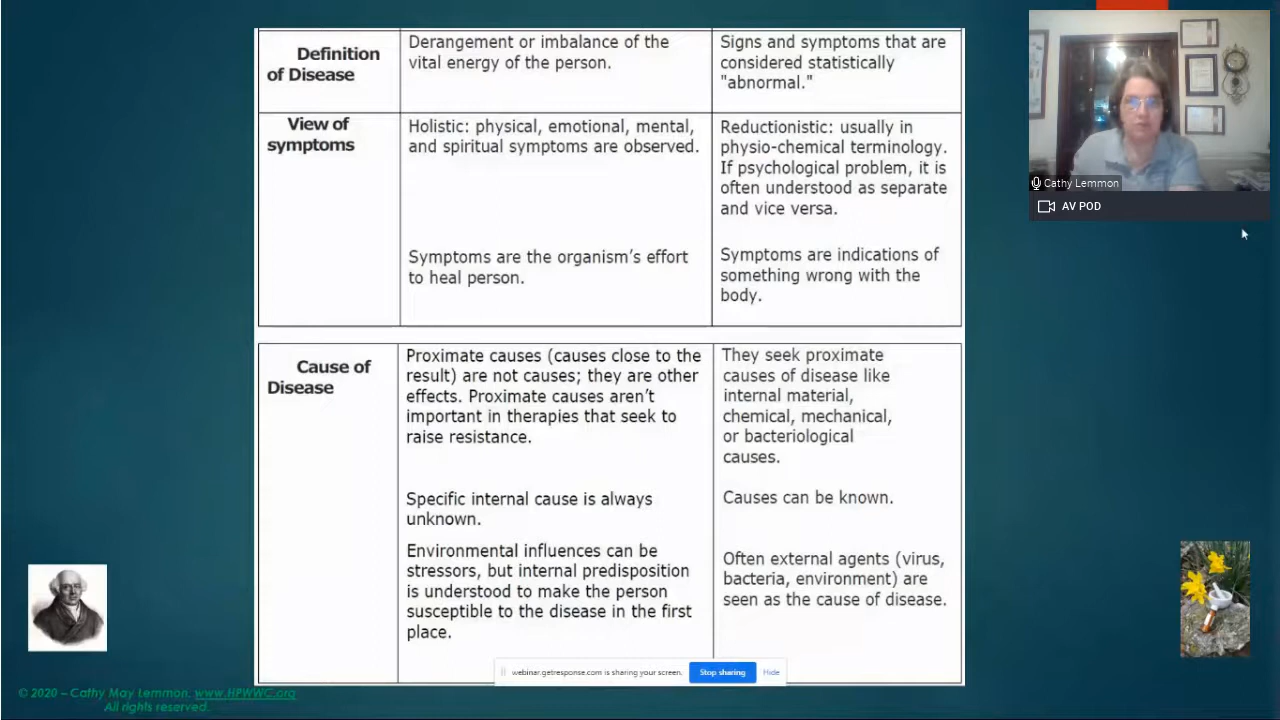 Definition
of Disease
Derangement or imbalance of the
vital energy of the person.
Signs and symptoms that are
considered statistically
"abnormal."
View of
symptoms
Holistic: physical, emotional, mental,
and spiritual symptoms are observed.
Symptoms are the organism’s effort
to heal person.
Reductionistic: usually in
physio-chemical terminology.
If psychological problem, it is
often understood as separate
and vice versa.
Symptoms are indications of
something wrong with the
body.
Cause of
Disease
Proximate causes (causes close to the
result) are not causes; they are other
effects. Proximate causes aren’t
important in therapies that seek to
raise resistance.
Specific internal cause is always
unknown.
Environmental influences can be
stressors, but internal predisposition
is understood to make the person
susceptible to the disease in the first
place.
They seek proximate
causes of disease like
internal material,
chemical, mechanical,
or bacteriological
causes.
Causes can be known.
Often external agents (virus,
bacteria, environment) are
seen as the cause of disease.
Cathy Lemmon
AV POD
webinar.getresponse.com is sharing your screen.
Stop sharing
Hide
© 2020 – Cathy May Lemmon, www.HPWWC.org
All rights reserved.